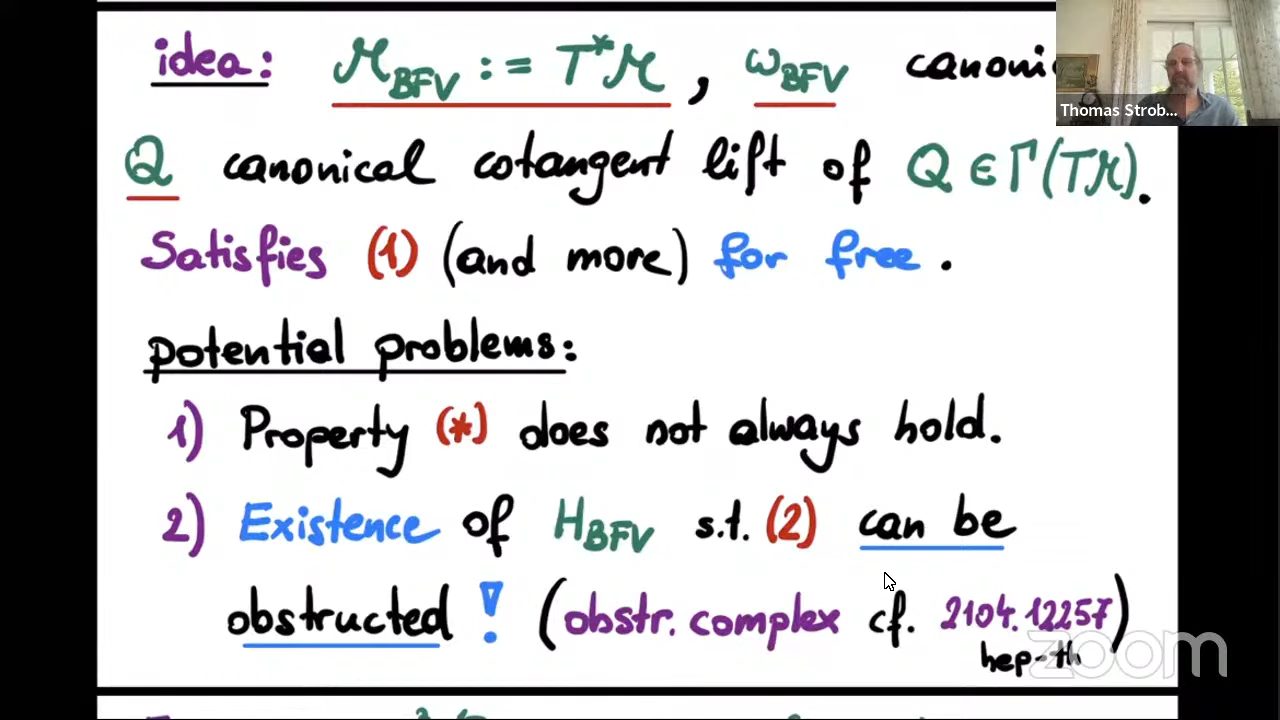 idea: ℳ_BFV := T*ℳ, ω_BFV
Thomas Strob...
Q canonical cotangent lift of Q ∈ Γ(Tℳ).
Satisfies (1) (and more) for free.
potential problems:
1) Property (*) does not always hold.
2) Existence of H_BFV s.t. (2) can be
obstructed! (obstr. complex cf. 2104.12257)
hep-th
zoom